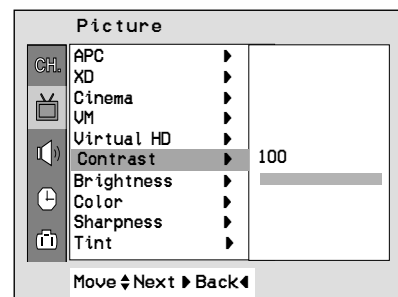 Picture
CH.
APC
XD
Cinema
VM
Virtual HD
Contrast 100
Brightness
Color
Sharpness
Tint
Move Next Back